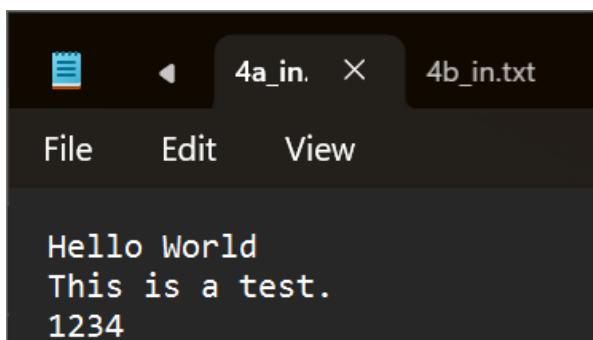 4a_in. 4b_in.txt
File Edit View
Hello World
This is a test.
1234